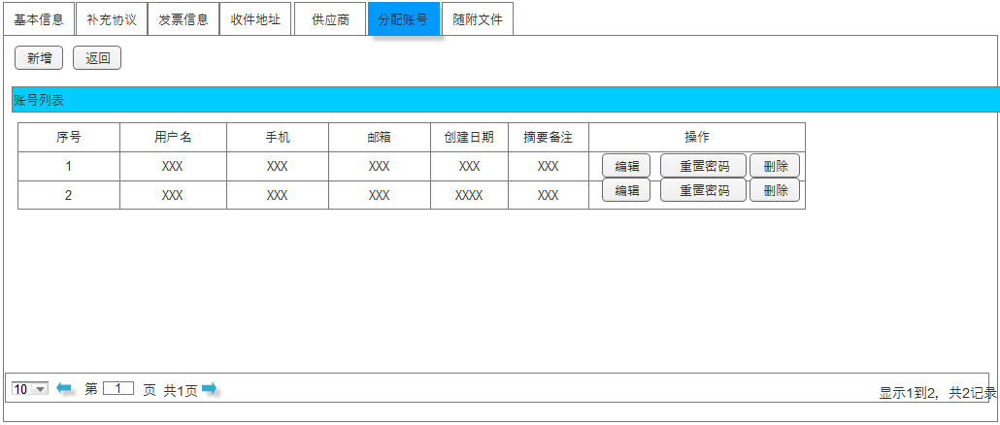 基本信息 补充协议 发票信息 收件地址 供应商 分配账号 随附文件
新增 返回
账号列表
序号 用户名 手机 邮箱 创建日期 摘要备注 操作
1 XXX XXX XXX XXX XXX 编辑 重置密码 删除
2 XXX XXX XXX XXXX XXX 编辑 重置密码 删除
10 第 1 页 共1页 显示1到2，共2记录